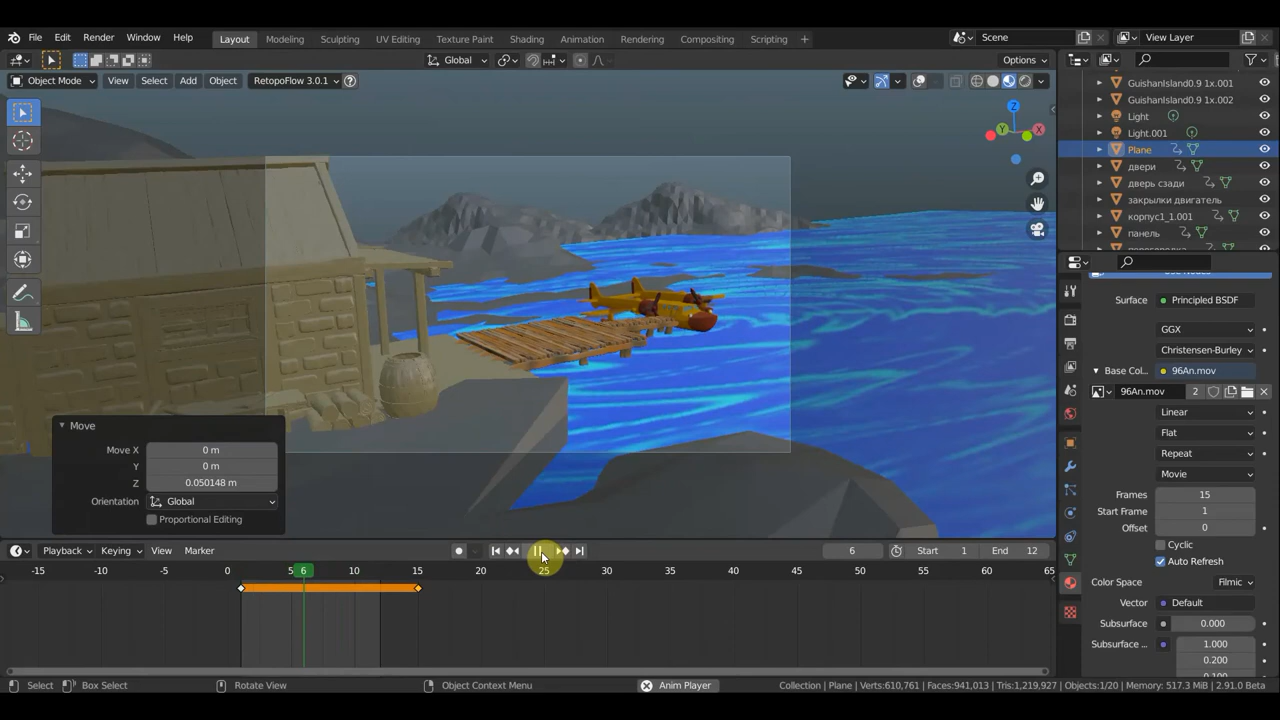 File Edit Render Window Help
Layout Modeling Sculpting UV Editing Texture Paint Shading Animation Rendering Compositing Scripting +
Scene View Layer
Global Options
Object Mode View Select Add Object RetopoFlow 3.0.1
GuishanIsland0.9 1x.001
GuishanIsland0.9 1x.002
Light
Light.001
Plane
двери
дверь сзади
закрылки двигатель
корпус1_1.001
панель
Z
Y X
Surface Principled BSDF
GGX
Christensen-Burley
Base Col... 96An.mov
96An.mov 2
Linear
Flat
Repeat
Movie
Frames 15
Start Frame 1
Offset 0
Cyclic
Auto Refresh
Color Space Filmic
Vector Default
Subsurface 0.000
Subsurface ... 1.000
0.200
Move
Move X 0 m
Y 0 m
Z 0.050148 m
Orientation Global
Proportional Editing
Playback Keying View Marker 6 Start 1 End 12
-15 -10 -5 0 5 6 10 15 20 25 30 35 40 45 50 55 60 65
Select Box Select Rotate View Object Context Menu Anim Player Collection | Plane | Verts:610,761 | Faces:941,013 | Tris:1,219,927 | Objects:1/20 | Memory: 517.3 MiB | 2.91.0 Beta